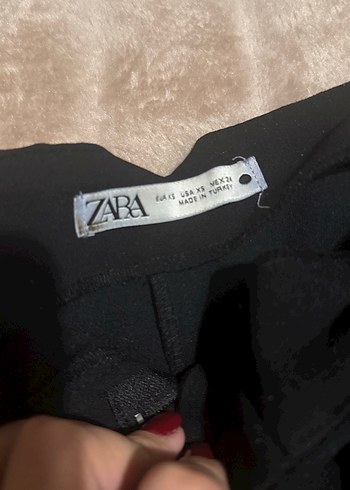 ZARA
EUR XS USA XS MEX 24
MADE IN TURKEY